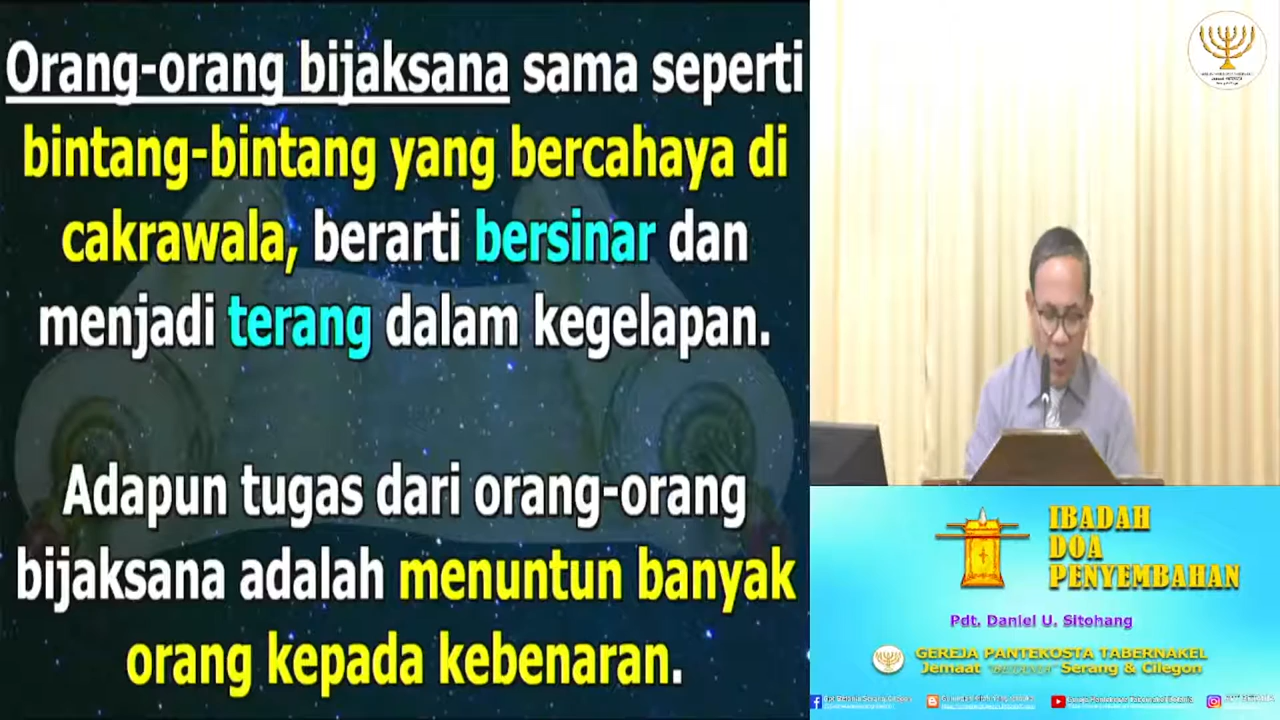 Orang-orang bijaksana sama seperti
bintang-bintang yang bercahaya di
cakrawala, berarti bersinar dan
menjadi terang dalam kegelapan.
Adapun tugas dari orang-orang
bijaksana adalah menuntun banyak
orang kepada kebenaran.
IBADAH
DOA
PENYEMBAHAN
Pdt. Daniel U. Sitohang
GEREJA PANTEKOSTA TABERNAKEL
Jemaat Serang & Cilegon